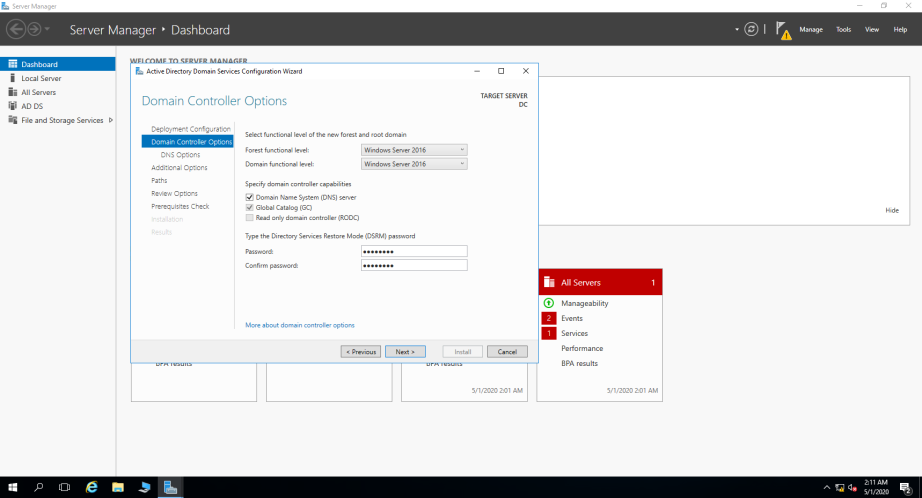 Server Manager
Server Manager ‣ Dashboard
Manage Tools View Help
Dashboard
Local Server
All Servers
AD DS
File and Storage Services
WELCOME TO SERVER MANAGER
Active Directory Domain Services Configuration Wizard
Domain Controller Options
TARGET SERVER
DC
Deployment Configuration
Domain Controller Options
DNS Options
Additional Options
Paths
Review Options
Prerequisites Check
Installation
Results
Select functional level of the new forest and root domain
Forest functional level: Windows Server 2016
Domain functional level: Windows Server 2016
Specify domain controller capabilities
Domain Name System (DNS) server
Global Catalog (GC)
Read only domain controller (RODC)
Type the Directory Services Restore Mode (DSRM) password
Password: ••••••••
Confirm password: ••••••••
More about domain controller options
< Previous Next > Install Cancel
Hide
All Servers 1
Manageability
2 Events
1 Services
Performance
BPA results
5/1/2020 2:01 AM
BPA results
BPA results
5/1/2020 2:01 AM
2:11 AM
5/1/2020